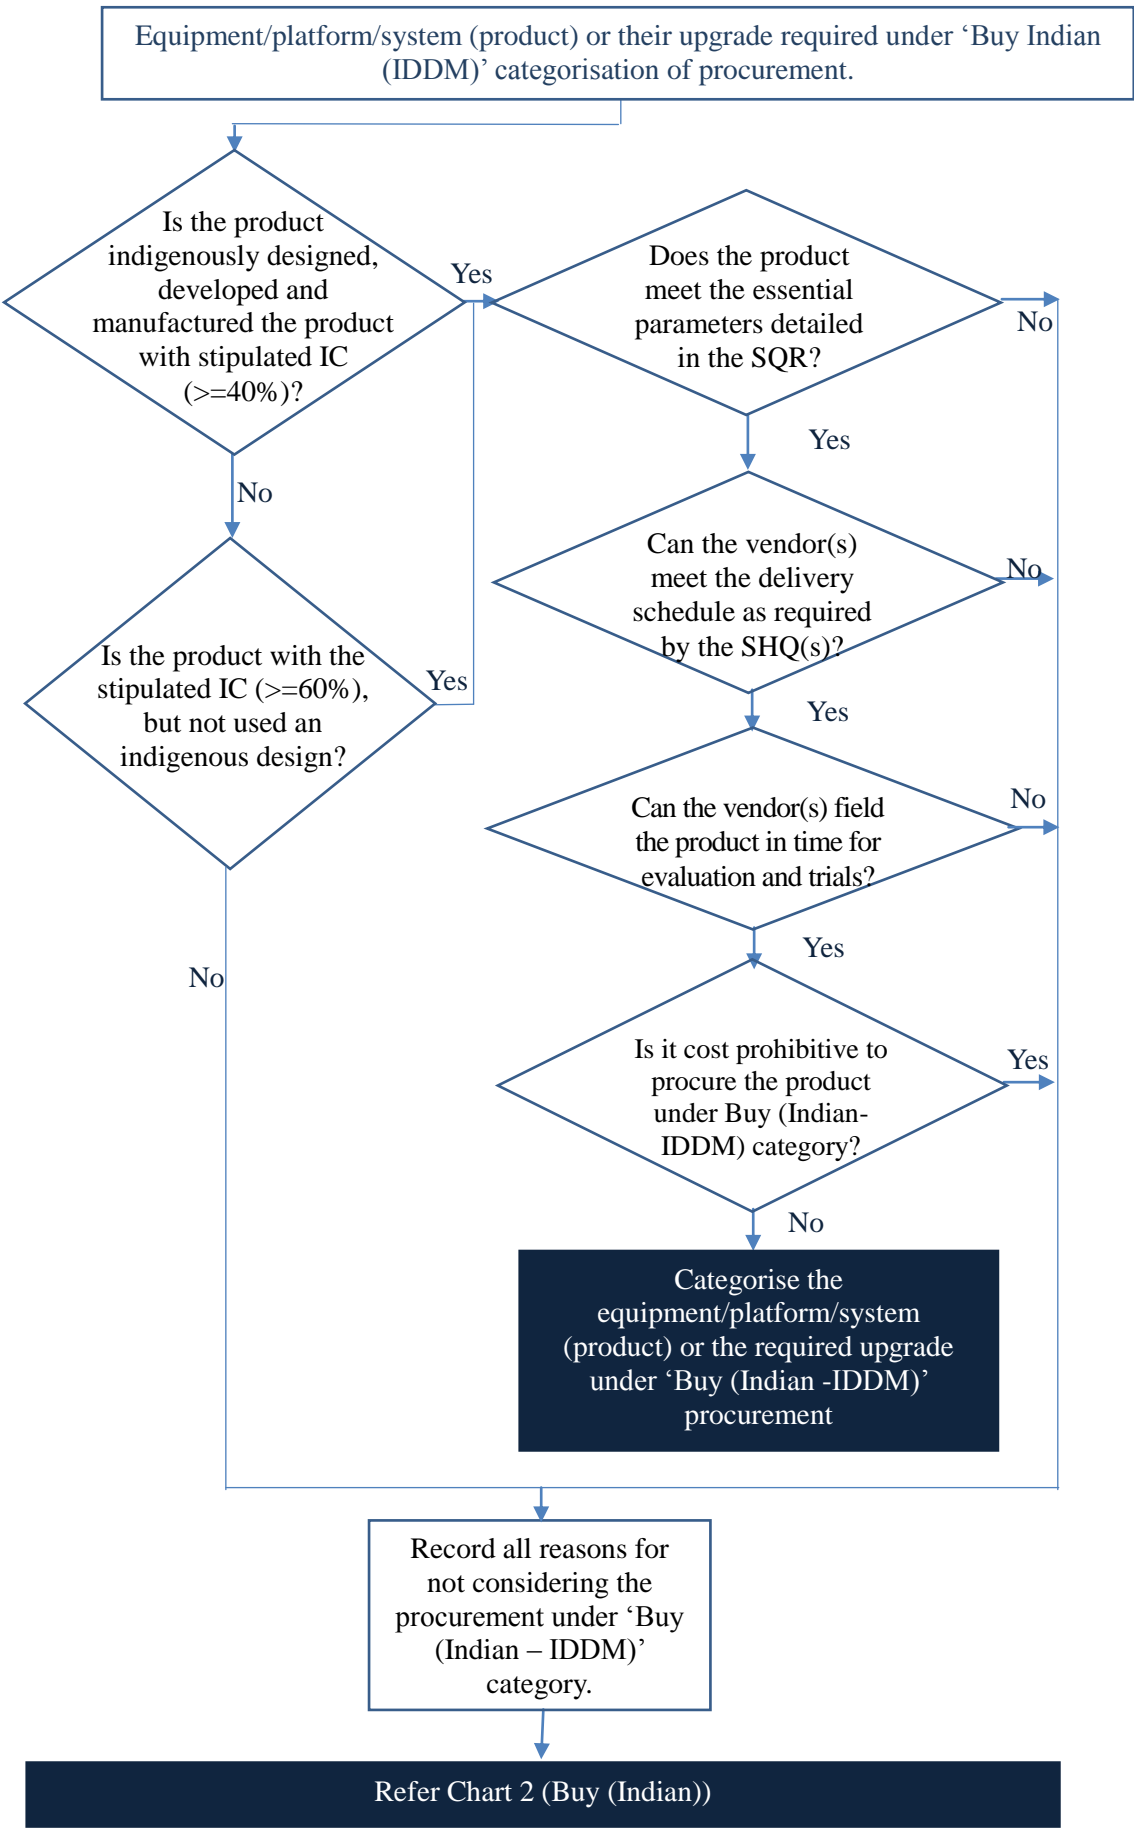 Equipment/platform/system (product) or their upgrade required under ‘Buy Indian
(IDDM)’ categorisation of procurement.
Is the product
indigenously designed,
developed and
manufactured the product
with stipulated IC
(>=40%)?
Yes
No
Does the product
meet the essential
parameters detailed
in the SQR?
No
Yes
Is the product with the
stipulated IC (>=60%),
but not used an
indigenous design?
Yes
No
Can the vendor(s)
meet the delivery
schedule as required
by the SHQ(s)?
No
Yes
Can the vendor(s) field
the product in time for
evaluation and trials?
No
Yes
Is it cost prohibitive to
procure the product
under Buy (Indian-
IDDM) category?
Yes
No
Categorise the
equipment/platform/system
(product) or the required upgrade
under ‘Buy (Indian -IDDM)’
procurement
Record all reasons for
not considering the
procurement under ‘Buy
(Indian – IDDM)’
category.
Refer Chart 2 (Buy (Indian))